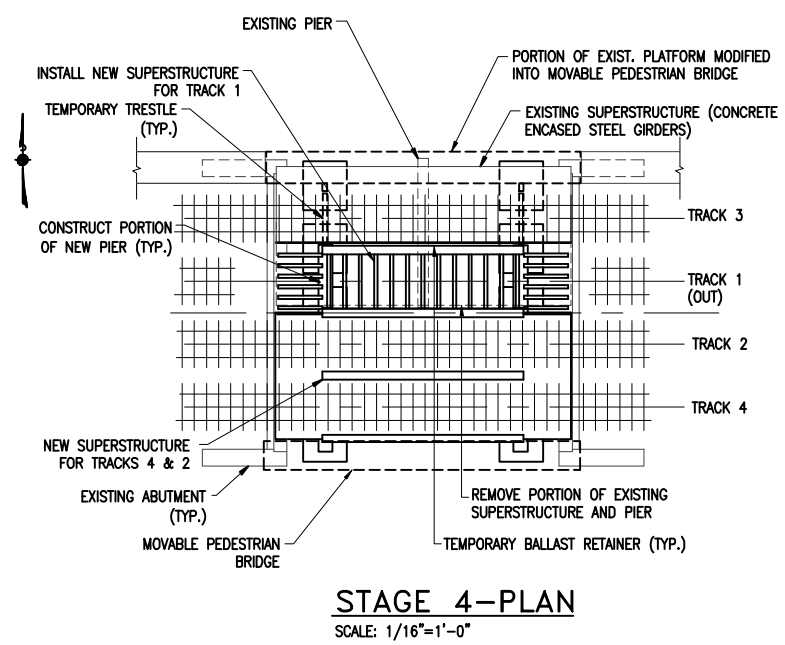 EXISTING PIER
INSTALL NEW SUPERSTRUCTURE
FOR TRACK 1
TEMPORARY TRESTLE
(TYP.)
PORTION OF EXIST. PLATFORM MODIFIED
INTO MOVABLE PEDESTRIAN BRIDGE
EXISTING SUPERSTRUCTURE (CONCRETE
ENCASED STEEL GIRDERS)
CONSTRUCT PORTION
OF NEW PIER (TYP.)
TRACK 3
TRACK 1
(OUT)
TRACK 2
TRACK 4
NEW SUPERSTRUCTURE
FOR TRACKS 4 & 2
EXISTING ABUTMENT
(TYP.)
MOVABLE PEDESTRIAN
BRIDGE
REMOVE PORTION OF EXISTING
SUPERSTRUCTURE AND PIER
TEMPORARY BALLAST RETAINER (TYP.)
STAGE 4-PLAN
SCALE: 1/16"=1'-0"